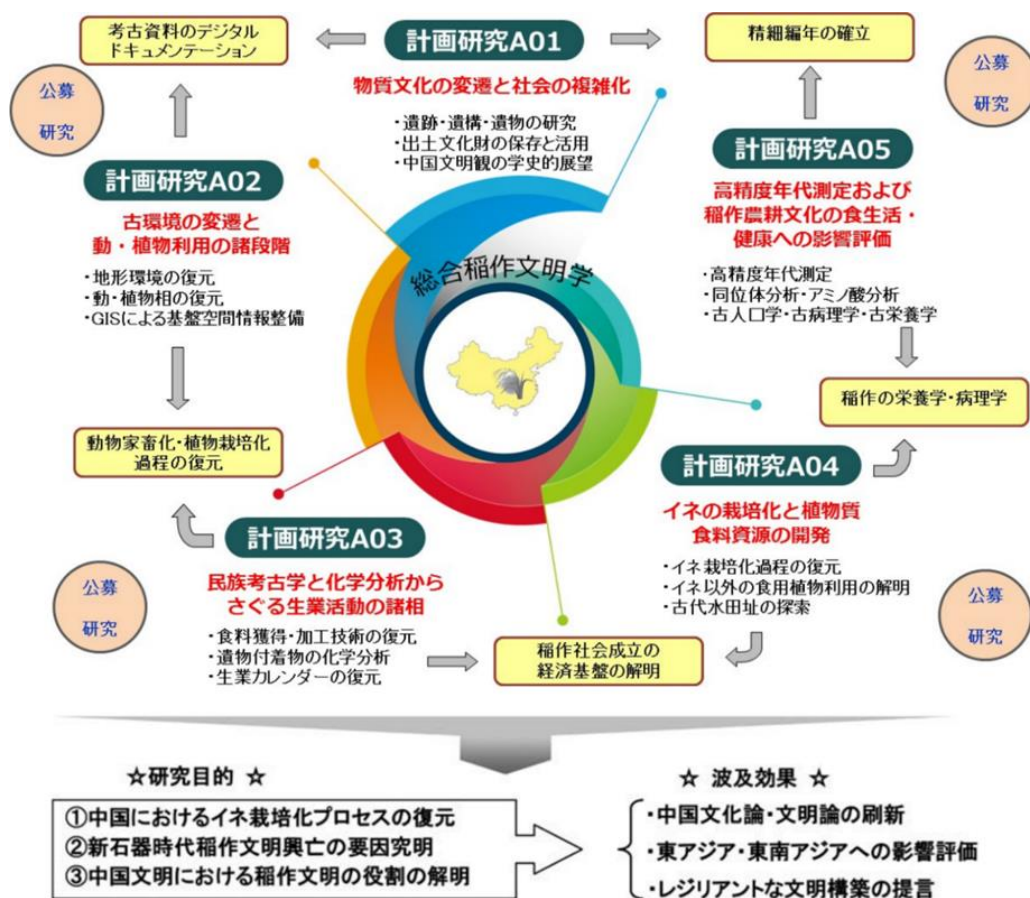 考古資料のデジタル
ドキュメンテーション
計画研究A01
精細編年の確立
公募
研究
物質文化の変遷と社会の複雑化
・遺跡・遺構・遺物の研究
・出土文化財の保存と活用
・中国文明観の学史的展望
公募
研究
計画研究A02
古環境の変遷と
動・植物利用の諸段階
・地形環境の復元
・動・植物相の復元
・GISによる基盤空間情報整備
計画研究A05
高精度年代測定および
稲作農耕文化の食生活・
健康への影響評価
・高精度年代測定
・同位体分析・アミノ酸分析
・古人口学・古病理学・古栄養学
総合稲作文明学
動物家畜化・植物栽培化
過程の復元
稲作の栄養学・病理学
計画研究A03
民族考古学と化学分析から
さぐる生業活動の諸相
・食料獲得・加工技術の復元
・遺物付着物の化学分析
・生業カレンダーの復元
計画研究A04
イネの栽培化と植物質
食料資源の開発
・イネ栽培化過程の復元
・イネ以外の食用植物利用の解明
・古代水田址の探索
公募
研究
稲作社会成立の
経済基盤の解明
公募
研究
☆研究目的 ☆
①中国におけるイネ栽培化プロセスの復元
②新石器時代稲作文明興亡の要因究明
③中国文明における稲作文明の役割の解明
☆ 波及効果 ☆
・中国文化論・文明論の刷新
・東アジア・東南アジアへの影響評価
・レジリアントな文明構築の提言